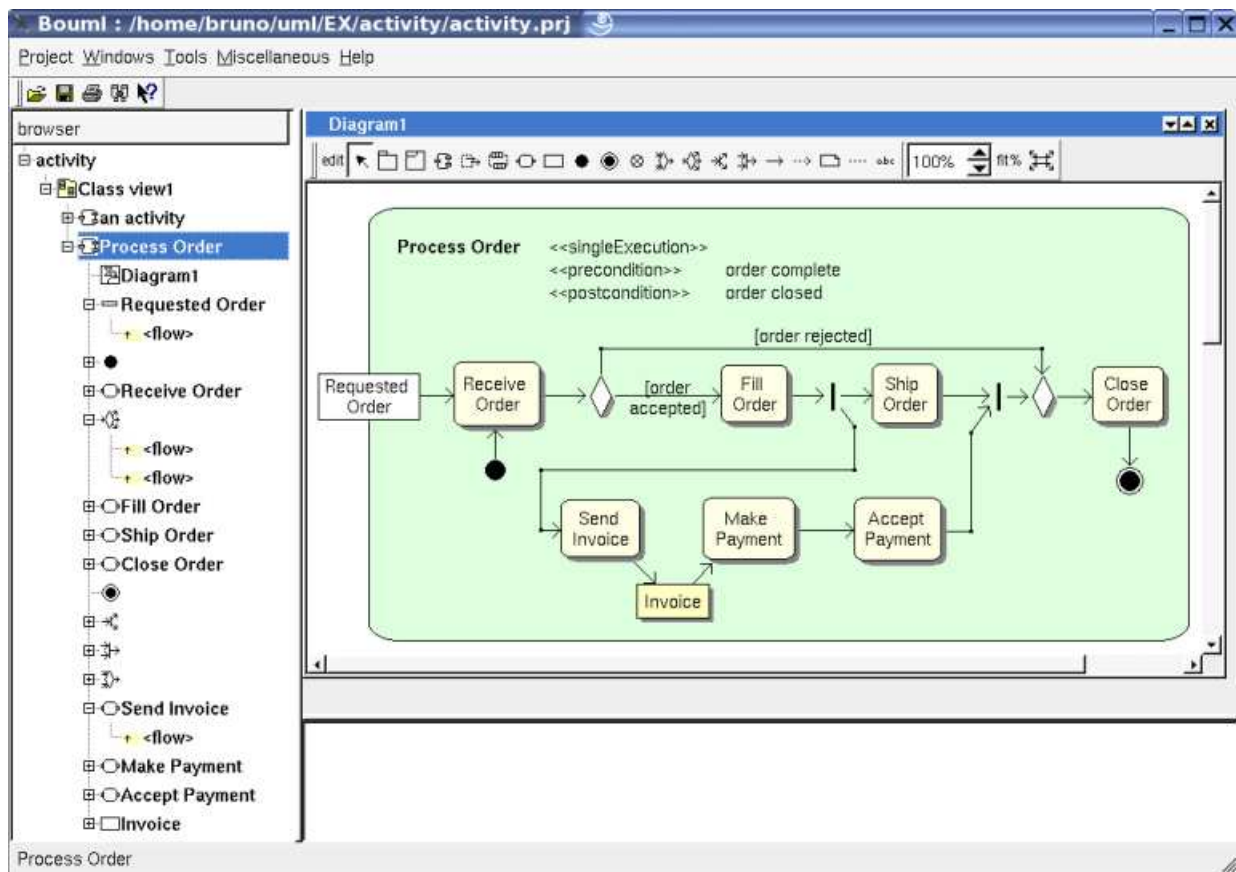 Bouml : /home/bruno/uml/EX/activity/activity.prj
Project Windows Tools Miscellaneous Help
browser
activity
Class view1
an activity
Process Order
Diagram1
Requested Order
<flow>
Receive Order
<flow>
<flow>
Fill Order
Ship Order
Close Order
Send Invoice
<flow>
Make Payment
Accept Payment
Invoice
Diagram1
edit
abc
100%
fit%
Process Order <<singleExecution>>
<<precondition>> order complete
<<postcondition>> order closed
[order rejected]
Requested
Order
Receive
Order
[order
accepted]
Fill
Order
Ship
Order
Close
Order
Send
Invoice
Make
Payment
Accept
Payment
Invoice
Process Order